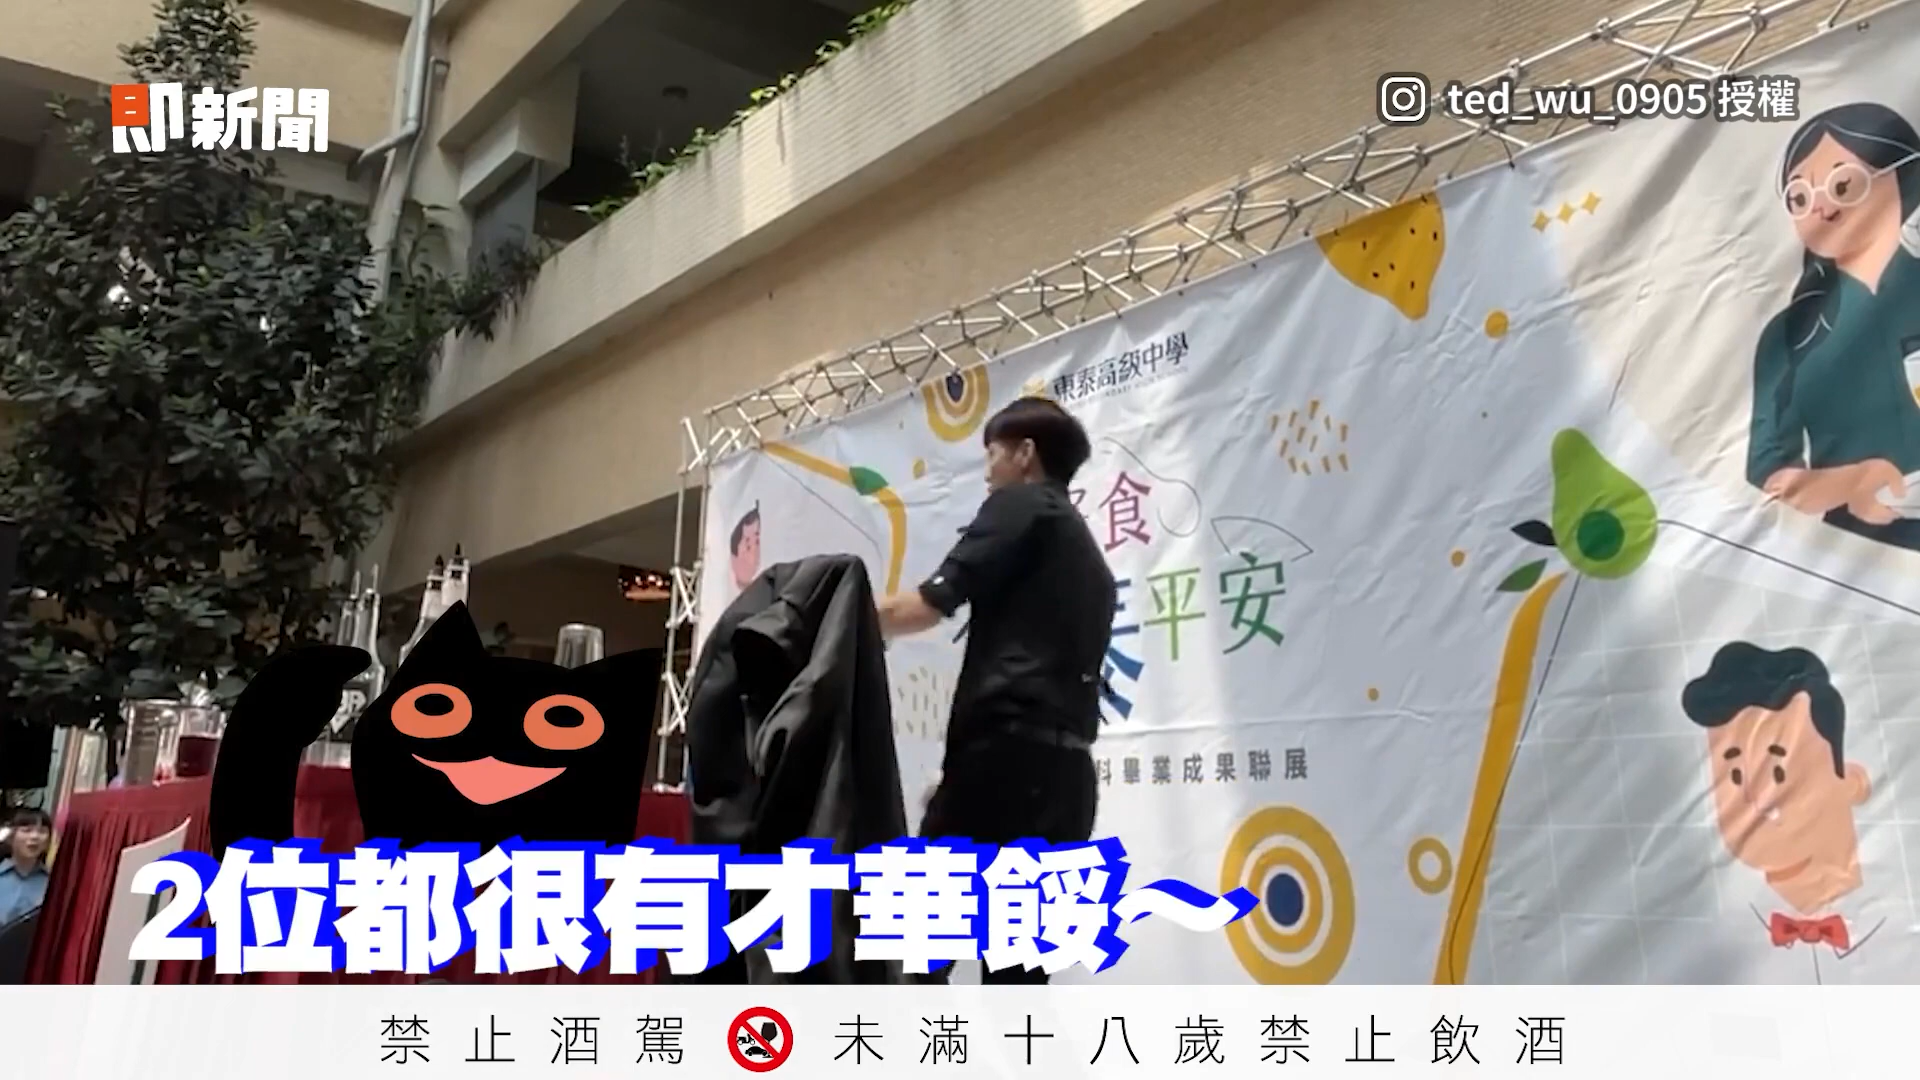 即新聞
ted_wu_0905 授權
東泰高級中學
食
平安
科畢業成果聯展
2位都很有才華餒～
禁止酒駕 未滿十八歲禁止飲酒